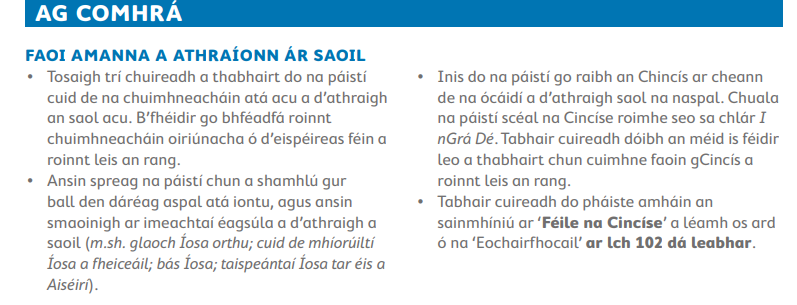 AG COMHRÁ
FAOI AMANNA A ATHRAÍONN ÁR SAOIL
• Tosaigh trí chuireadh a thabhairt do na páistí
cuid de na chuimhneacháin atá acu a d’athraigh
an saol acu. B’fhéidir go bhféadfá roinnt
chuimhneacháin oiriúnacha ó d’eispéireas féin a
roinnt leis an rang.
• Ansin spreag na páistí chun a shamhlú gur
ball den dáréag aspal atá iontu, agus ansin
smaoinigh ar imeachtaí éagsúla a d’athraigh a
saoil (m.sh. glaoch Íosa orthu; cuid de mhíorúiltí
Íosa a fheiceáil; bás Íosa; taispeántaí Íosa tar éis a
Aiséirí).
• Inis do na páistí go raibh an Chincís ar cheann
de na ócáidí a d’athraigh saol na naspal. Chuala
na páistí scéal na Cincíse roimhe seo sa chlár I
nGrá Dé. Tabhair cuireadh dóibh an méid is féidir
leo a thabhairt chun cuimhne faoin gCincís a
roinnt leis an rang.
• Tabhair cuireadh do pháiste amháin an
sainmhíniú ar ‘Féile na Cincíse’ a léamh os ard
ó na ‘Eochairfhocail’ ar lch 102 dá leabhar.